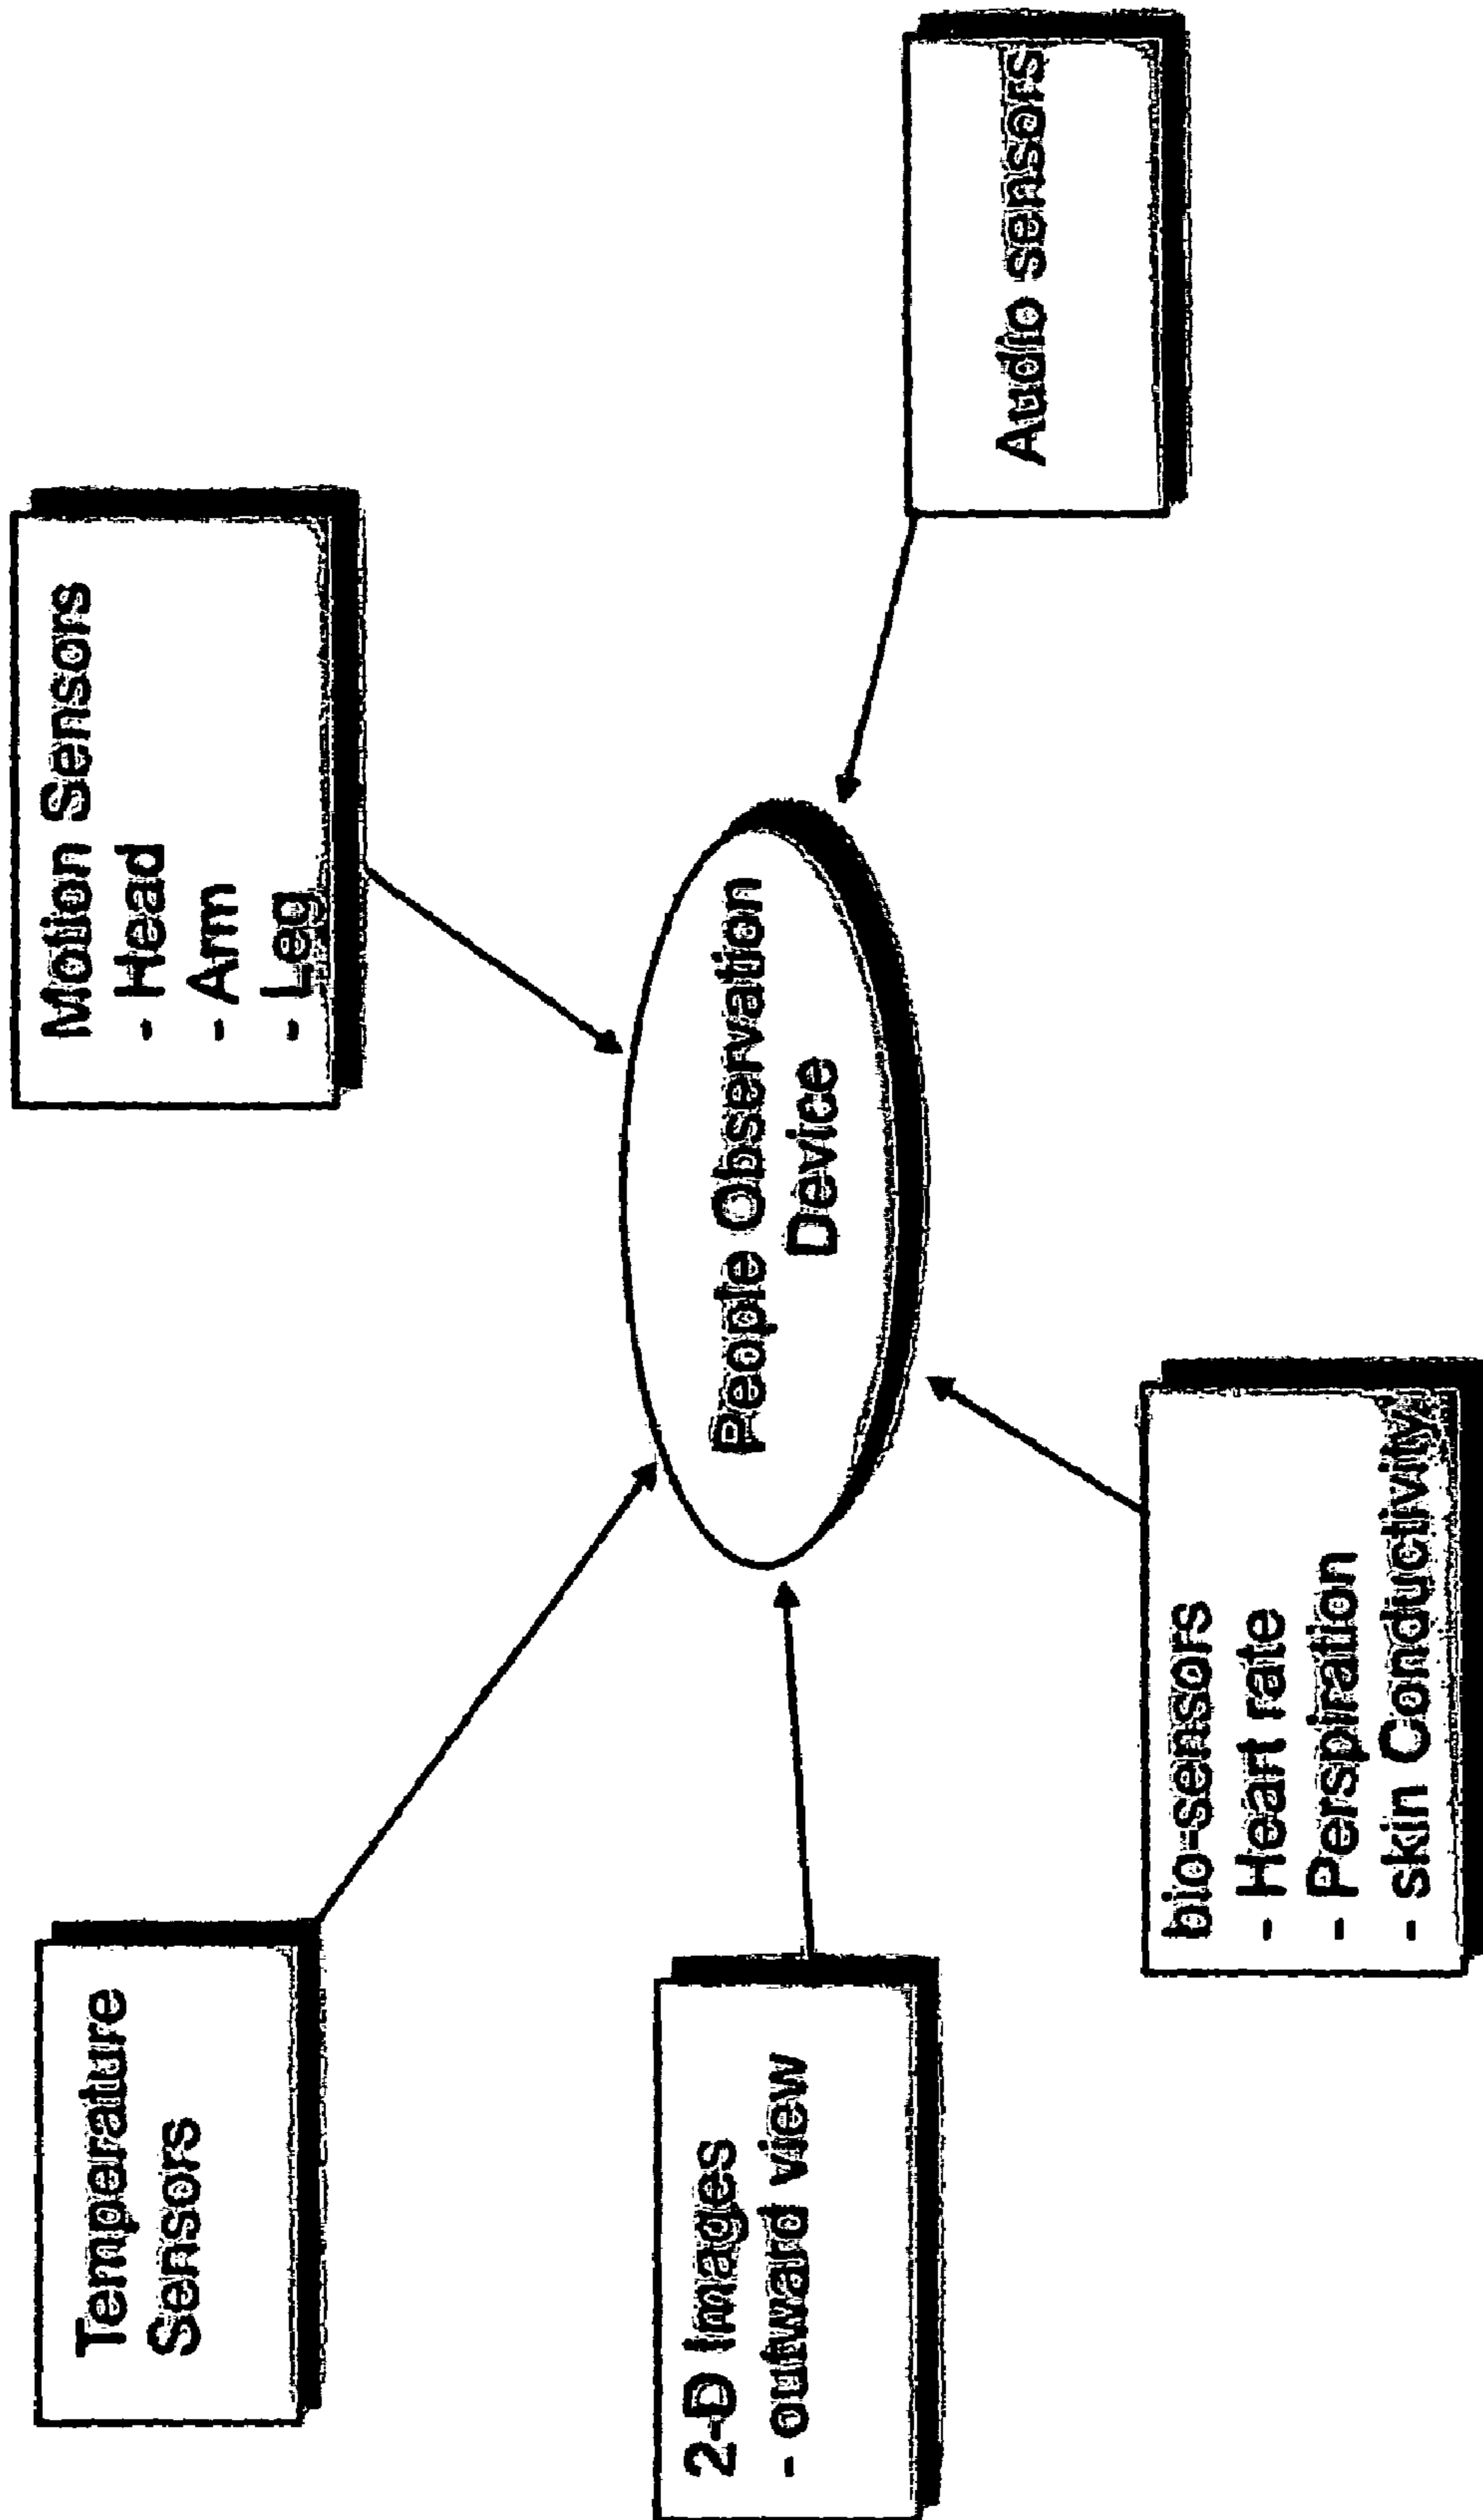 Temperature
Sensors
Motion Sensors
- Head
- Arm
- Leg
2-D Images
- outward view
People Observation
Device
Audio sensors
bio-sensors
- Heart rate
- Perspiration
- skin Conductivity